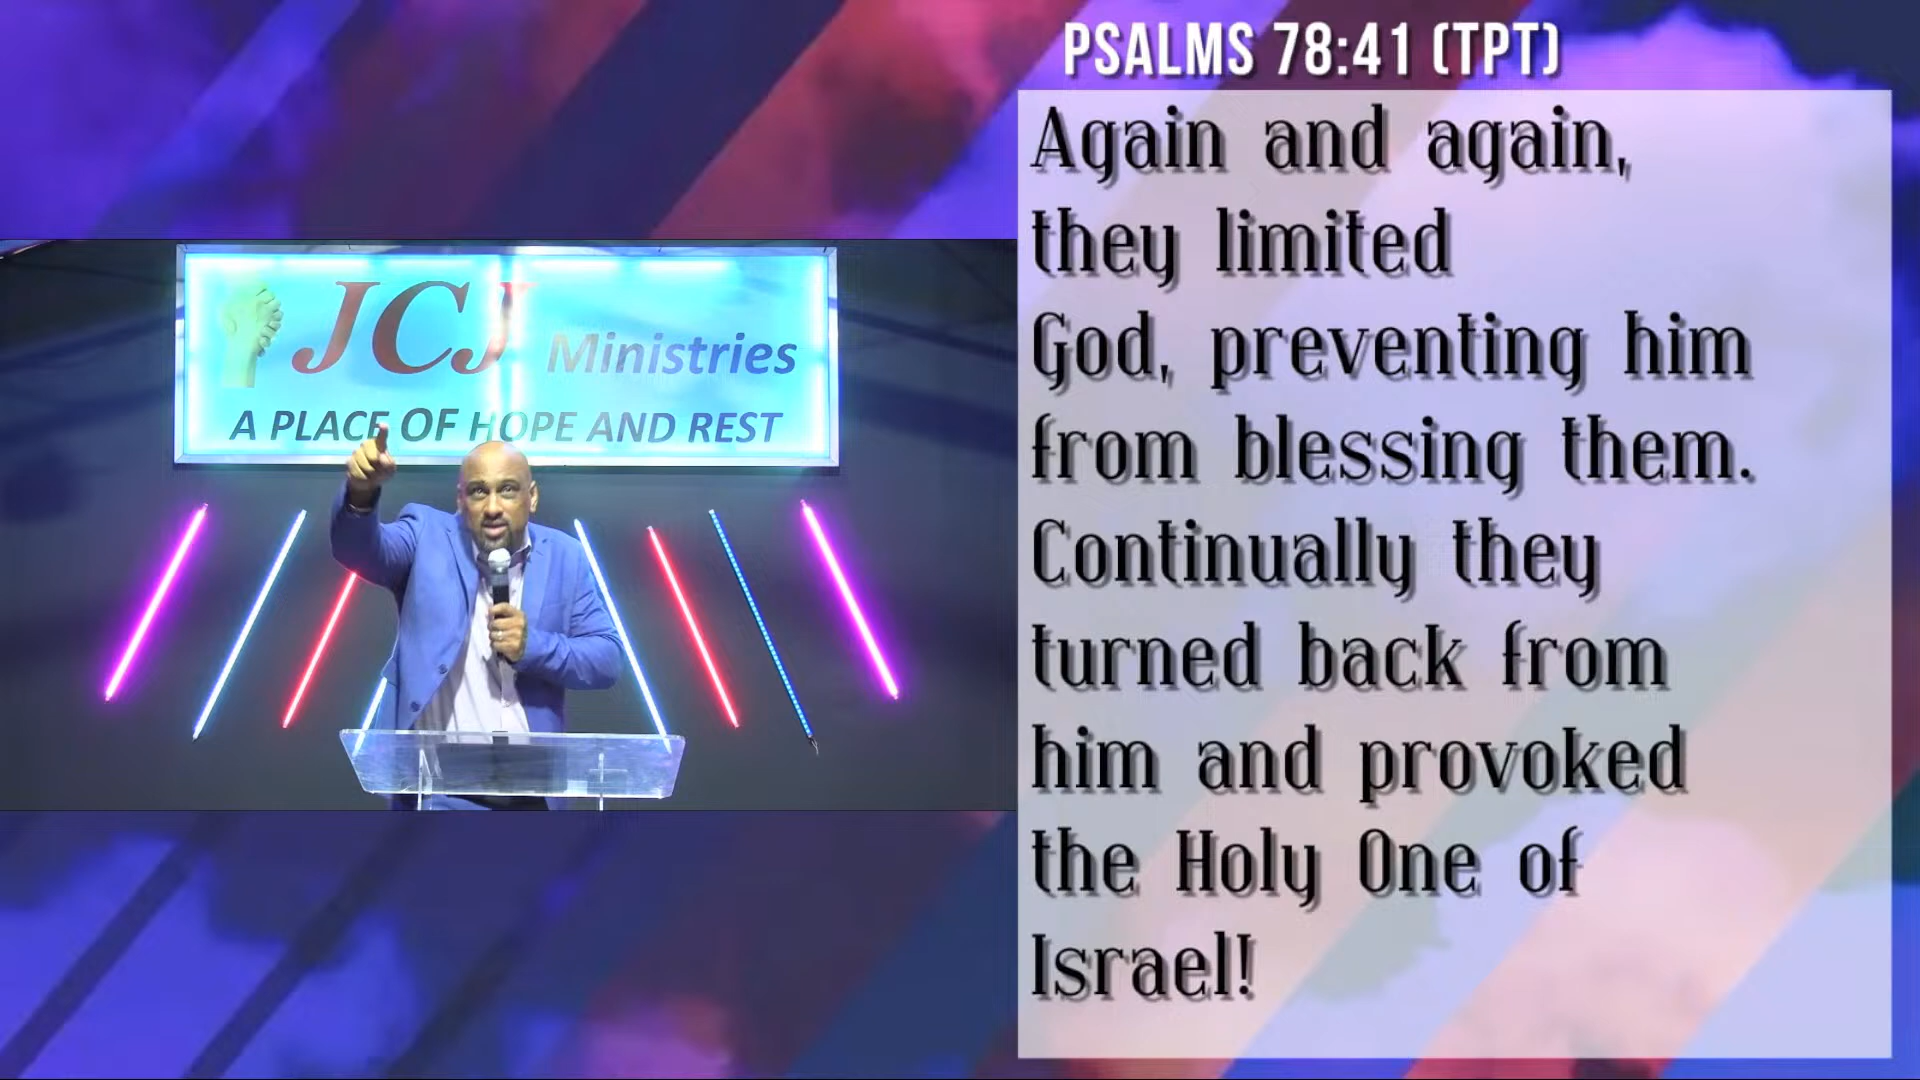 PSALMS 78:41 (TPT)
Again and again,
they limited
God, preventing him
from blessing them.
Continually they
turned back from
him and provoked
the Holy One of
Israel!
JCJ Ministries
A PLACE OF HOPE AND REST